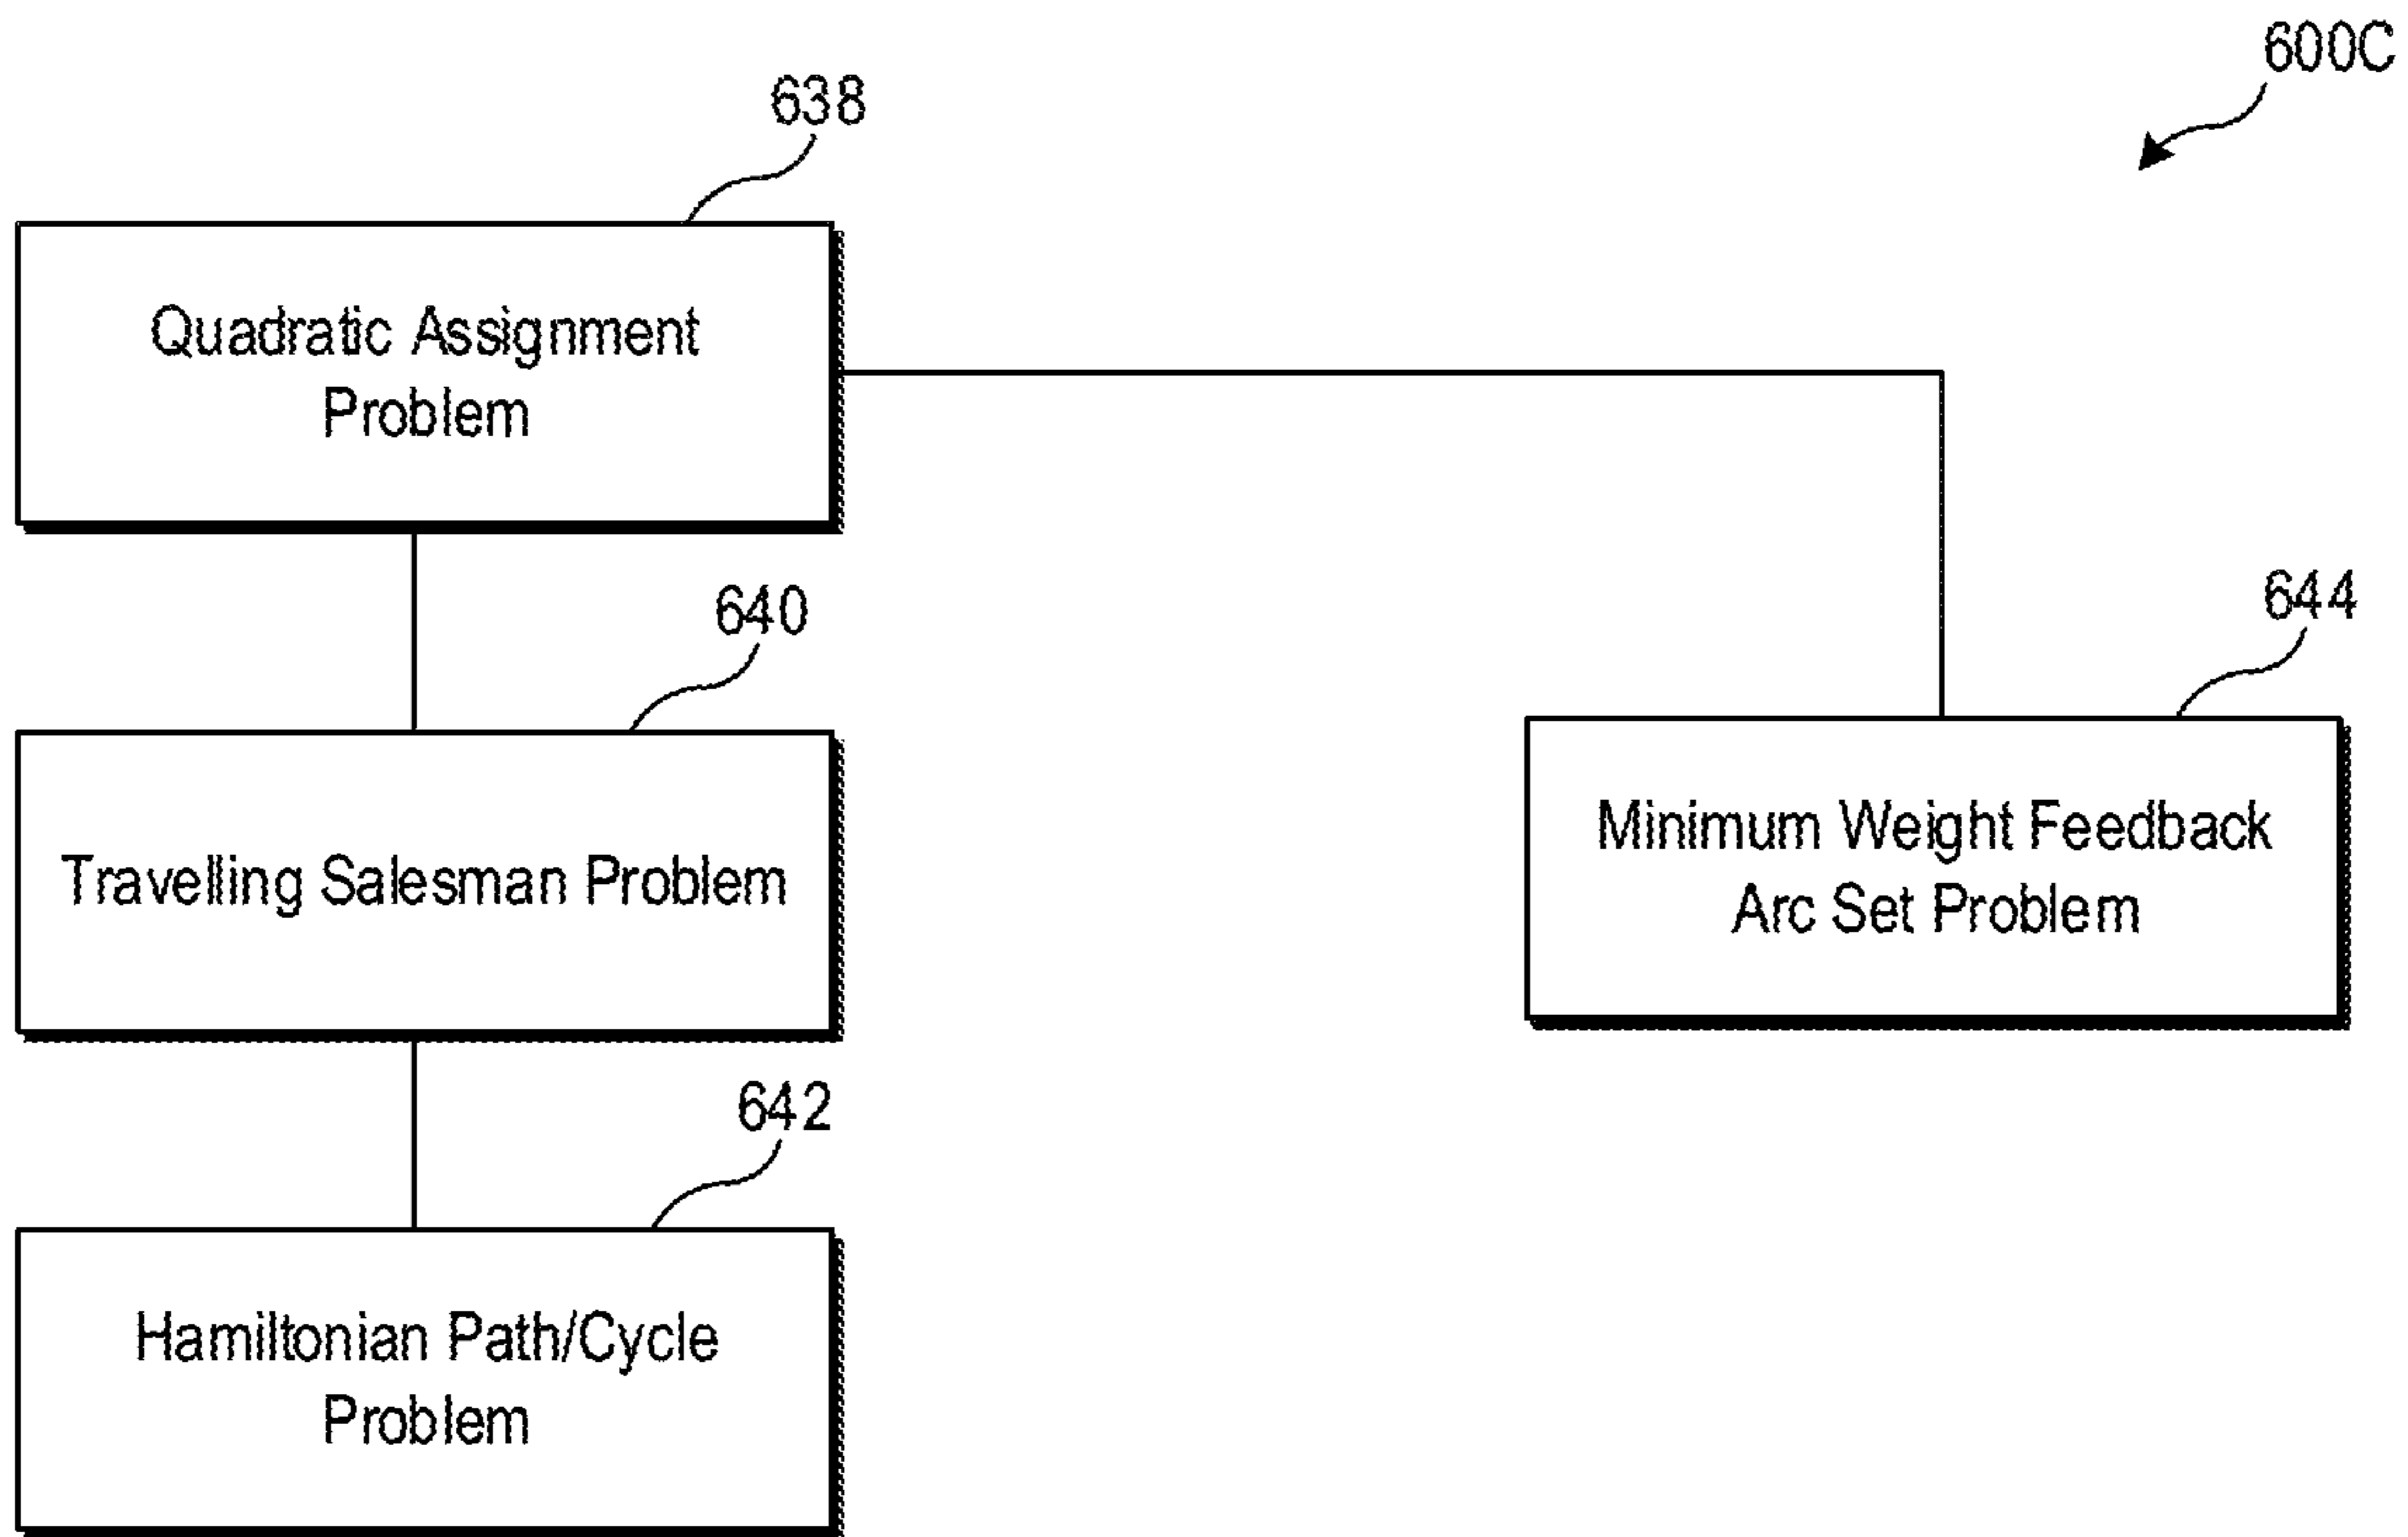 600C
638
Quadratic Assignment
Problem
640
Travelling Salesman Problem
644
Minimum Weight Feedback
Arc Set Problem
642
Hamiltonian Path/Cycle
Problem